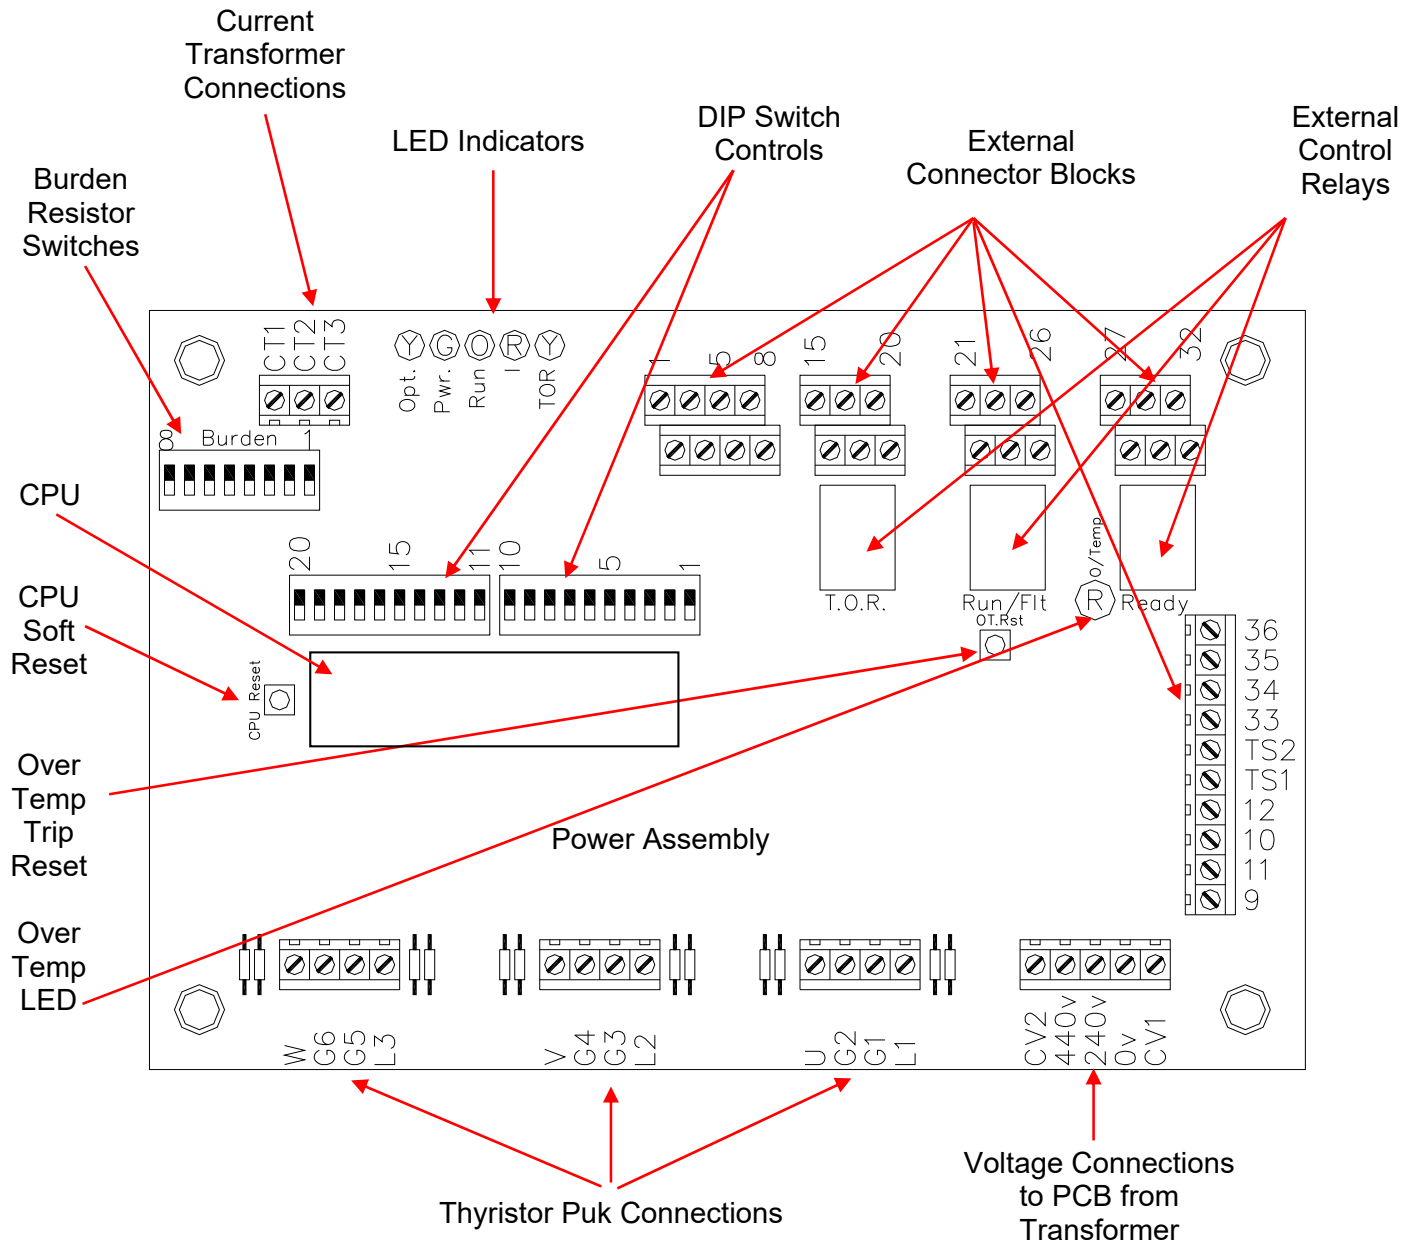 Current
Transformer
Connections
LED Indicators
DIP Switch
Controls
External
Connector Blocks
External
Control
Relays
Burden
Resistor
Switches
CT1
CT2
CT3
Y G O R Y
Opt.
Pwr.
Run
I
TOR
1 5 8
15 20
21 26
27 32
8 Burden 1
CPU
20 15 11 10 5 1
T.O.R.
Run/Flt
OT.Rst
R
o/Temp
Ready
CPU
Soft
Reset
CPU Reset
36
35
34
33
TS2
TS1
12
10
11
9
Over
Temp
Trip
Reset
Power Assembly
Over
Temp
LED
W
G6
G5
L3
V
G4
G3
L2
U
G2
G1
L1
CV2
440v
240v
0v
CV1
Thyristor Puk Connections
Voltage Connections
to PCB from
Transformer